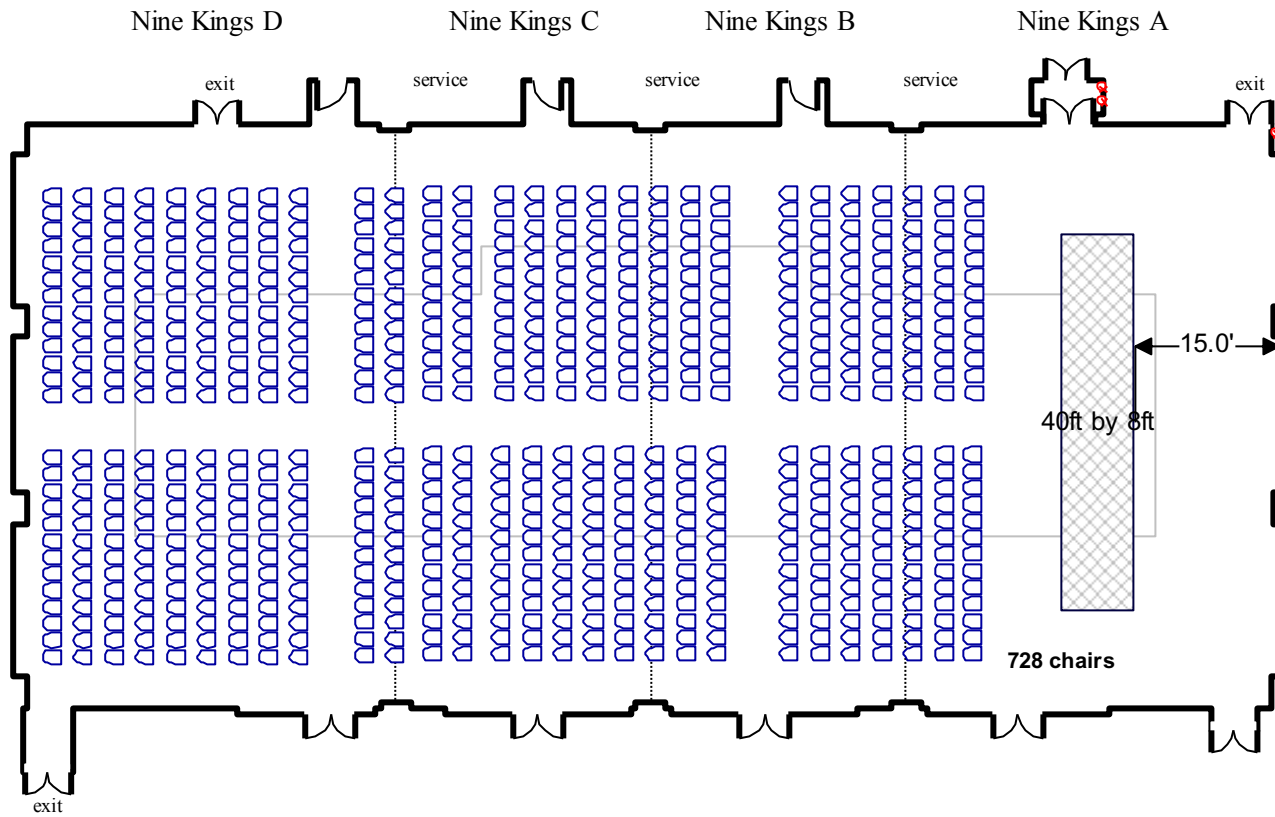 Nine Kings D
Nine Kings C
Nine Kings B
Nine Kings A
exit
service
service
service
exit
15.0'
40ft by 8ft
728 chairs
exit